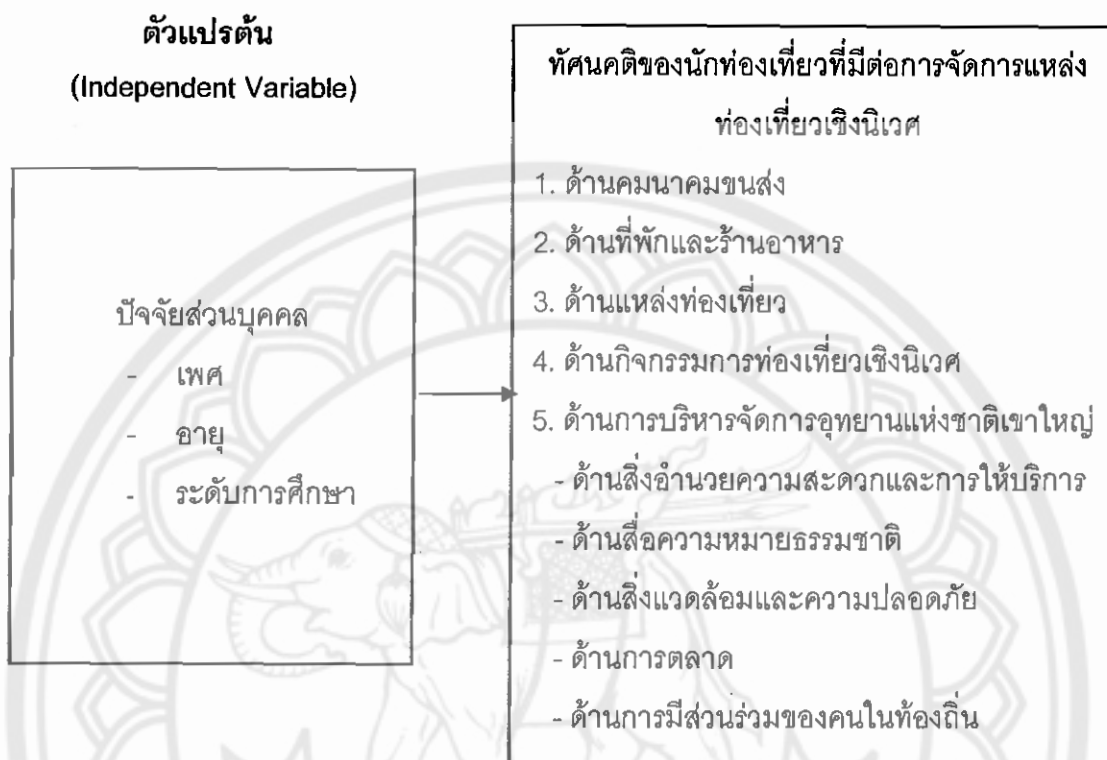 ตัวแปรต้น
(Independent Variable)
ปัจจัยส่วนบุคคล
- เพศ
- อายุ
- ระดับการศึกษา
ทัศนคติของนักท่องเที่ยวที่มีต่อการจัดการแหล่ง
ท่องเที่ยวเชิงนิเวศ
1. ด้านคมนาคมขนส่ง
2. ด้านที่พักและร้านอาหาร
3. ด้านแหล่งท่องเที่ยว
4. ด้านกิจกรรมการท่องเที่ยวเชิงนิเวศ
5. ด้านการบริหารจัดการอุทยานแห่งชาติเขาใหญ่
- ด้านสิ่งอำนวยความสะดวกและการให้บริการ
- ด้านสื่อความหมายธรรมชาติ
- ด้านสิ่งแวดล้อมและความปลอดภัย
- ด้านการตลาด
- ด้านการมีส่วนร่วมของคนในท้องถิ่น